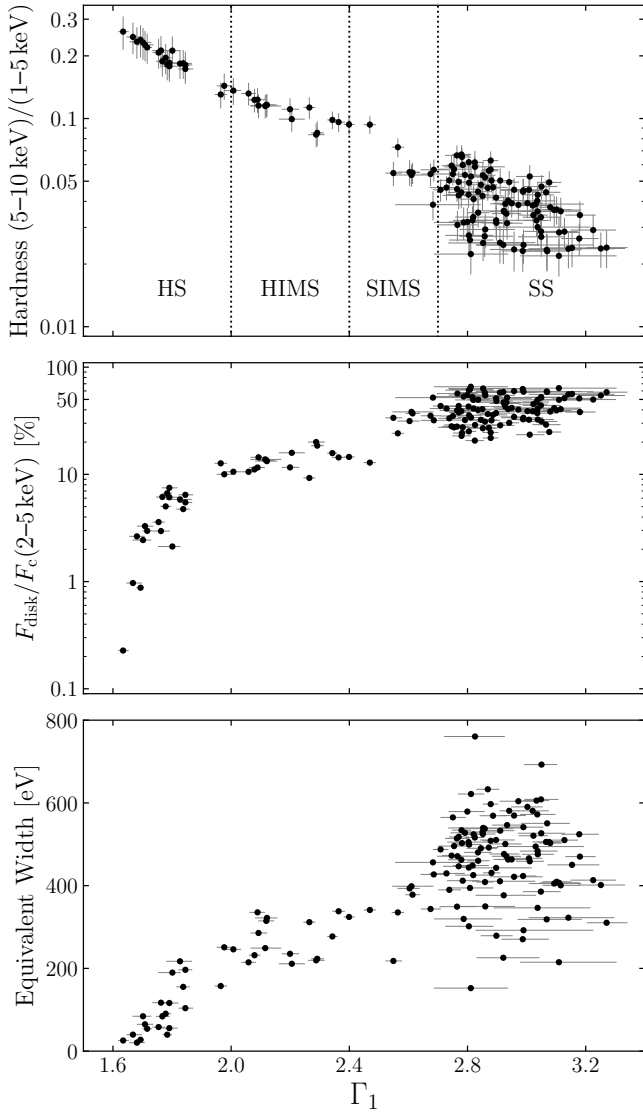 Hardness (5–10 keV)/(1–5 keV)
0.3
0.2
0.1
0.05
0.01
HS
HIMS
SIMS
SS
F_disk/F_c(2–5 keV) [%]
100
50
10
1
0.1
Equivalent Width [eV]
800
600
400
200
0
1.6 2.0 2.4 2.8 3.2
Γ₁